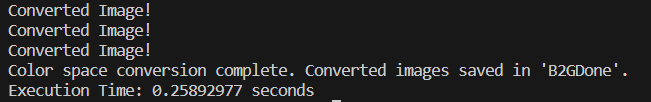 Converted Image!
Converted Image!
Converted Image!
Color space conversion complete. Converted images saved in 'B2GDone'.
Execution Time: 0.25892977 seconds